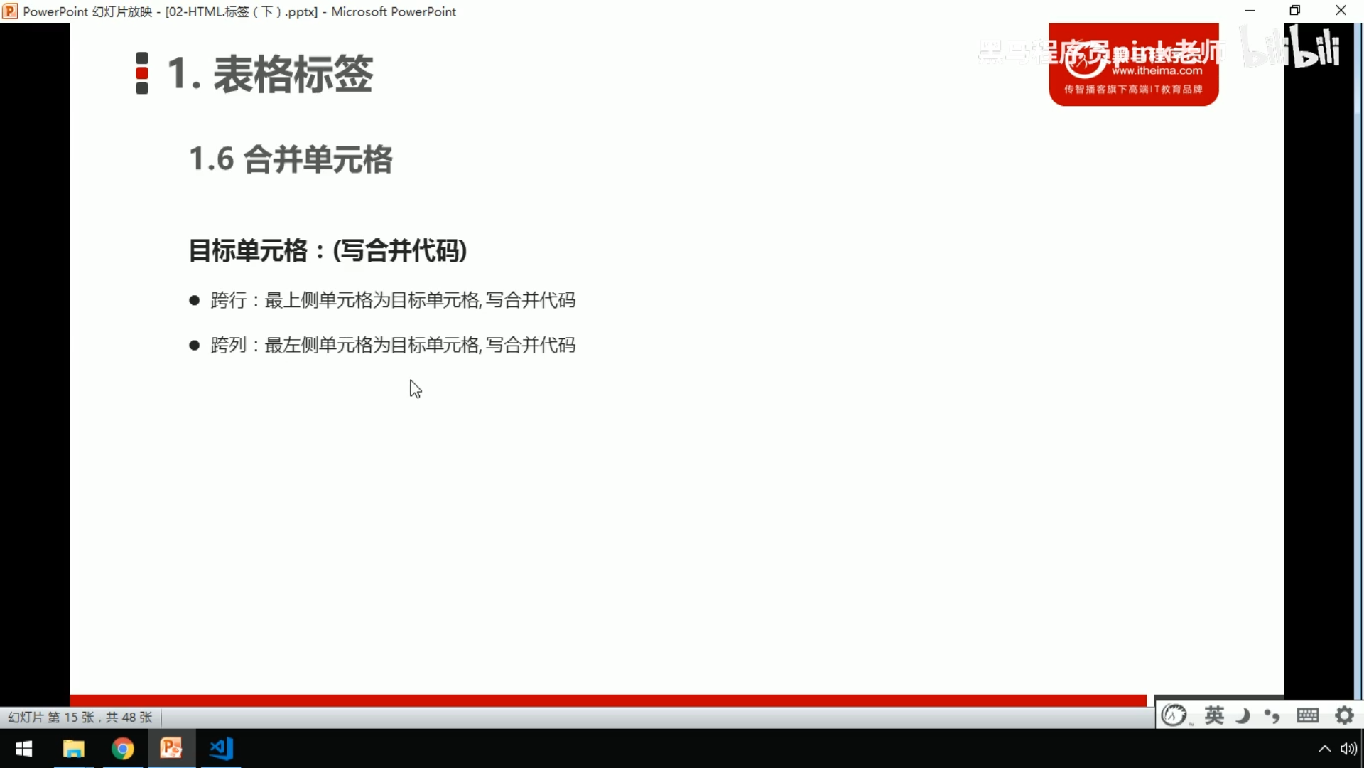 PowerPoint 幻灯片放映 - [02-HTML标签（下）.pptx] - Microsoft PowerPoint
1. 表格标签
黑马程序员pink老师 bilibili
www.itheima.com
传智播客旗下高端IT教育品牌
1.6 合并单元格
目标单元格：(写合并代码)
● 跨行：最上侧单元格为目标单元格, 写合并代码
● 跨列：最左侧单元格为目标单元格, 写合并代码
幻灯片 第 15 张，共 48 张
英